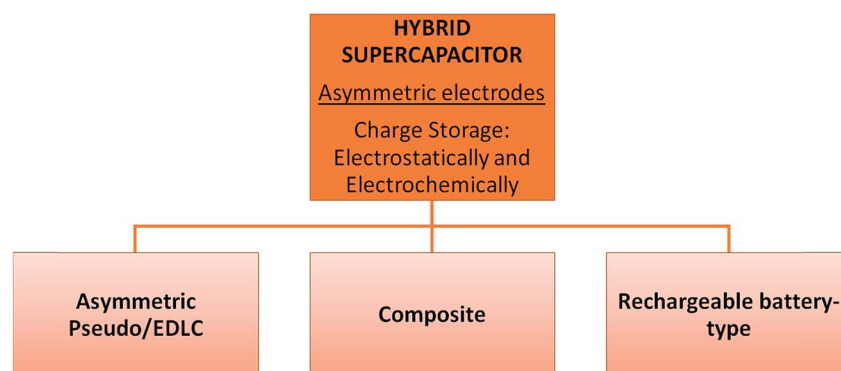 HYBRID
SUPERCAPACITOR
Asymmetric electrodes
Charge Storage:
Electrostatically and
Electrochemically
Asymmetric
Pseudo/EDLC
Composite
Rechargeable battery-
type